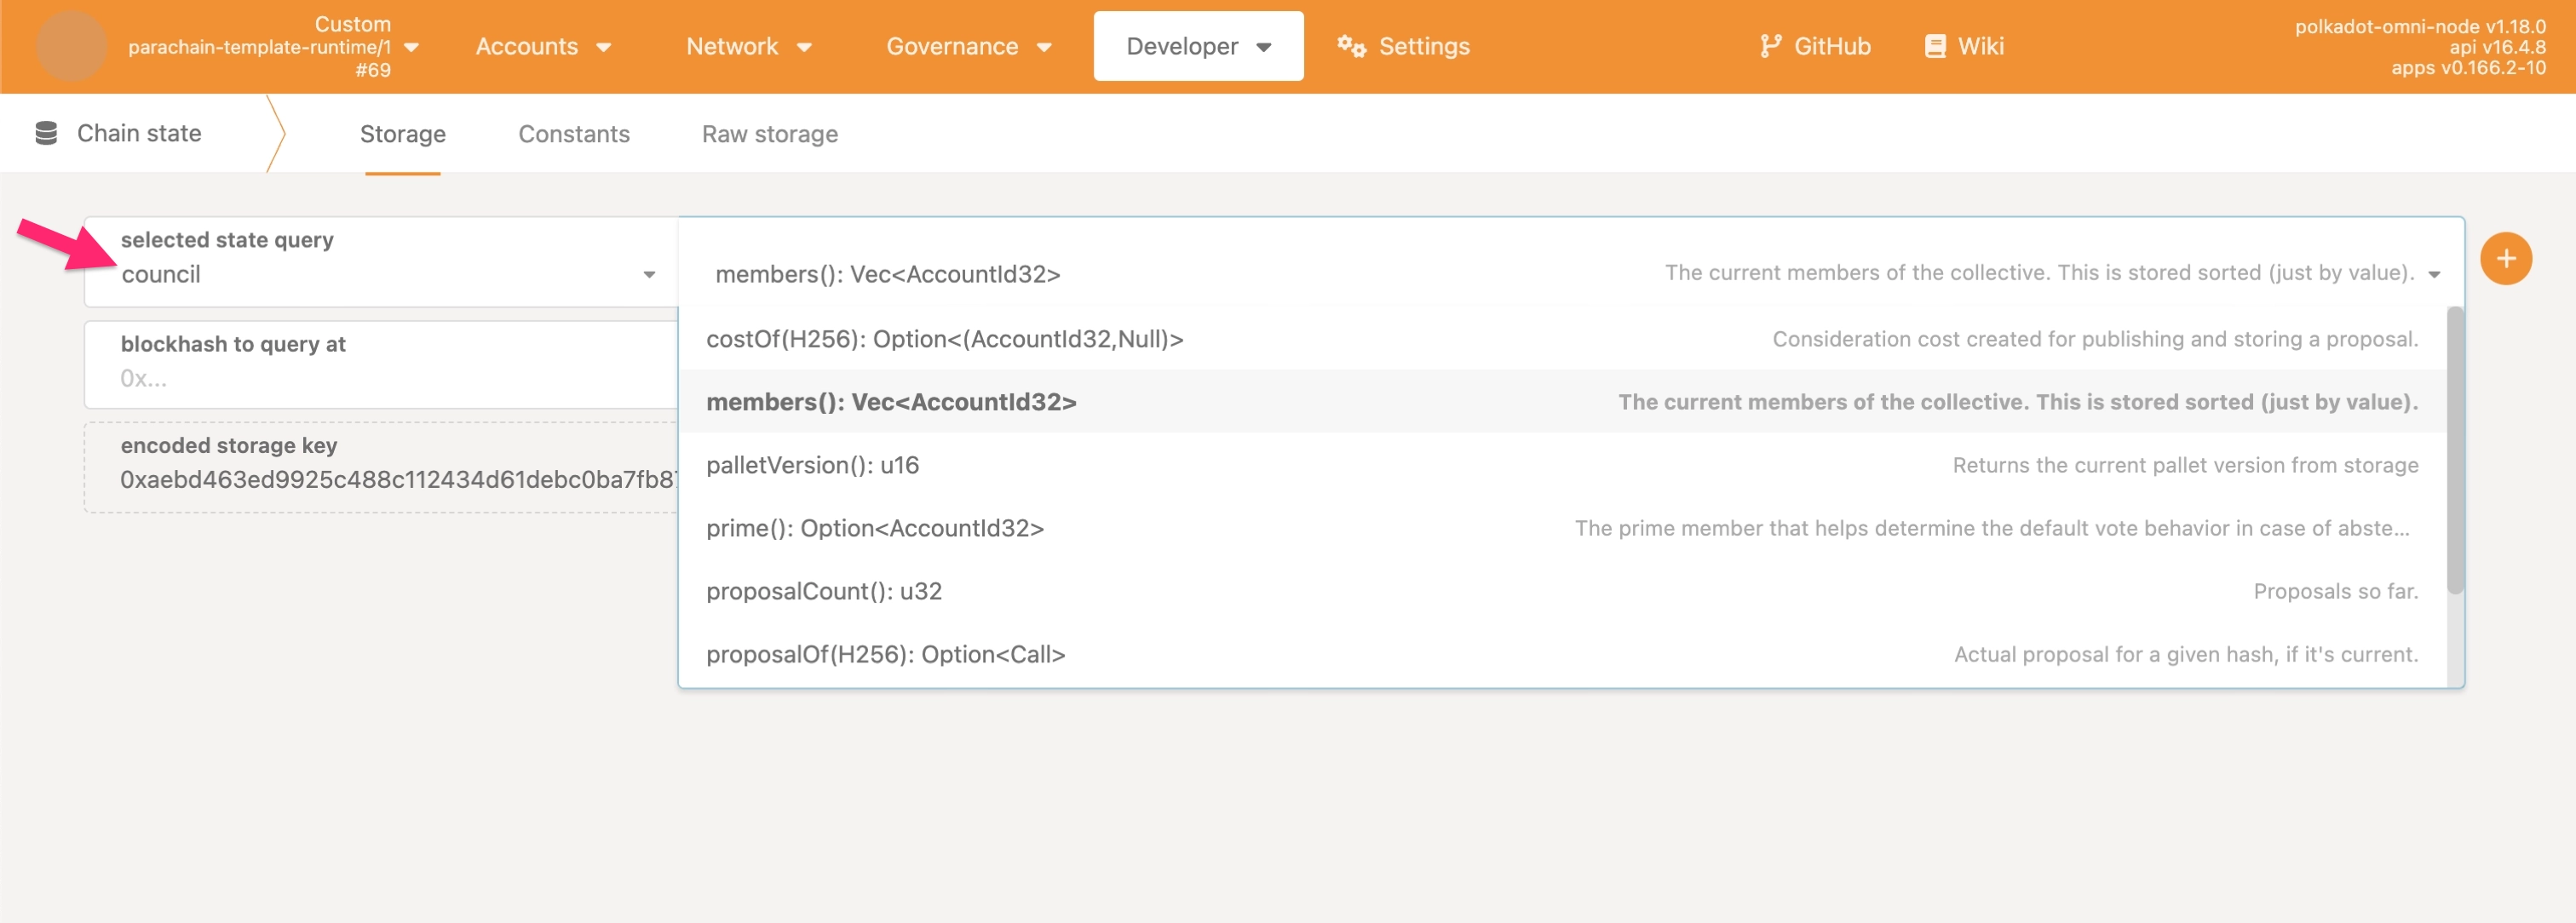 Custom
parachain-template-runtime/1
#69
Accounts
Network
Governance
Developer
Settings
GitHub
Wiki
polkadot-omni-node v1.18.0
api v16.4.8
apps v0.166.2-10
Chain state
Storage
Constants
Raw storage
selected state query
council
members(): Vec<AccountId32>
The current members of the collective. This is stored sorted (just by value).
blockhash to query at
0x...
encoded storage key
0xaebd463ed9925c488c112434d61debc0ba7fb87
costOf(H256): Option<(AccountId32,Null)>
Consideration cost created for publishing and storing a proposal.
members(): Vec<AccountId32>
The current members of the collective. This is stored sorted (just by value).
palletVersion(): u16
Returns the current pallet version from storage
prime(): Option<AccountId32>
The prime member that helps determine the default vote behavior in case of abste...
proposalCount(): u32
Proposals so far.
proposalOf(H256): Option<Call>
Actual proposal for a given hash, if it's current.